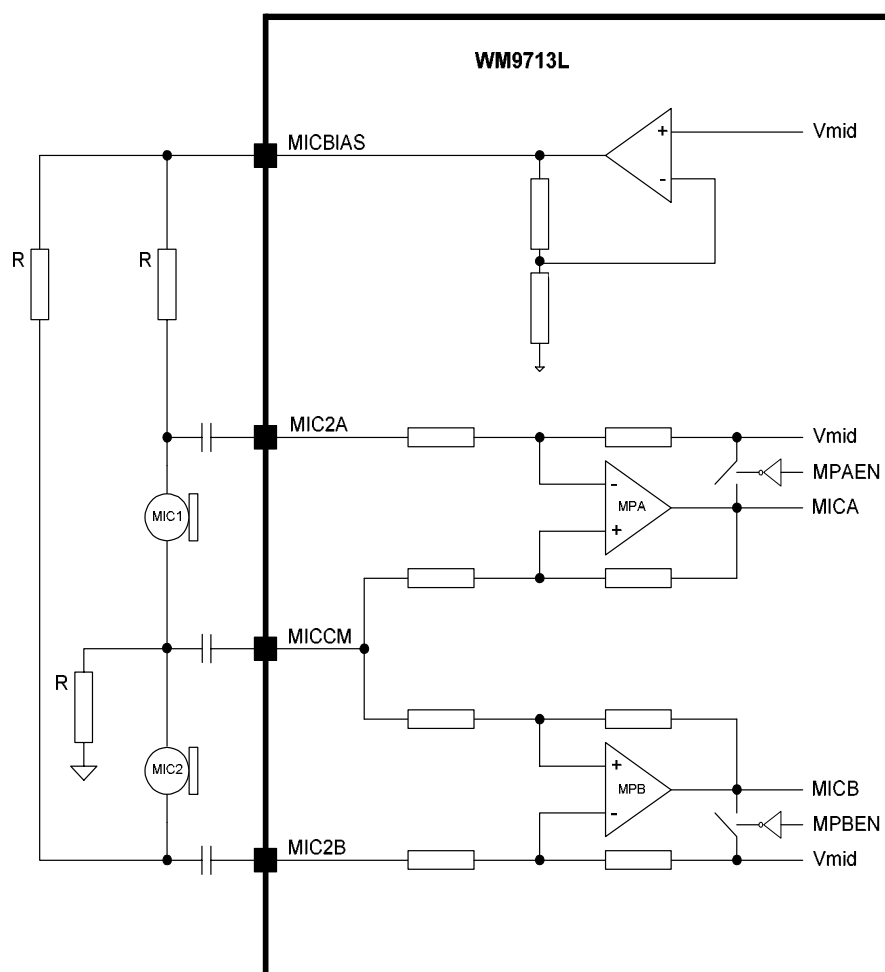 WM9713L
MICBIAS
+
Vmid
-
R
R
MIC2A
Vmid
MPAEN
-
MPA
MICA
+
MIC1
MICCM
R
+
MIC2
MPB
MICB
-
MPBEN
MIC2B
Vmid